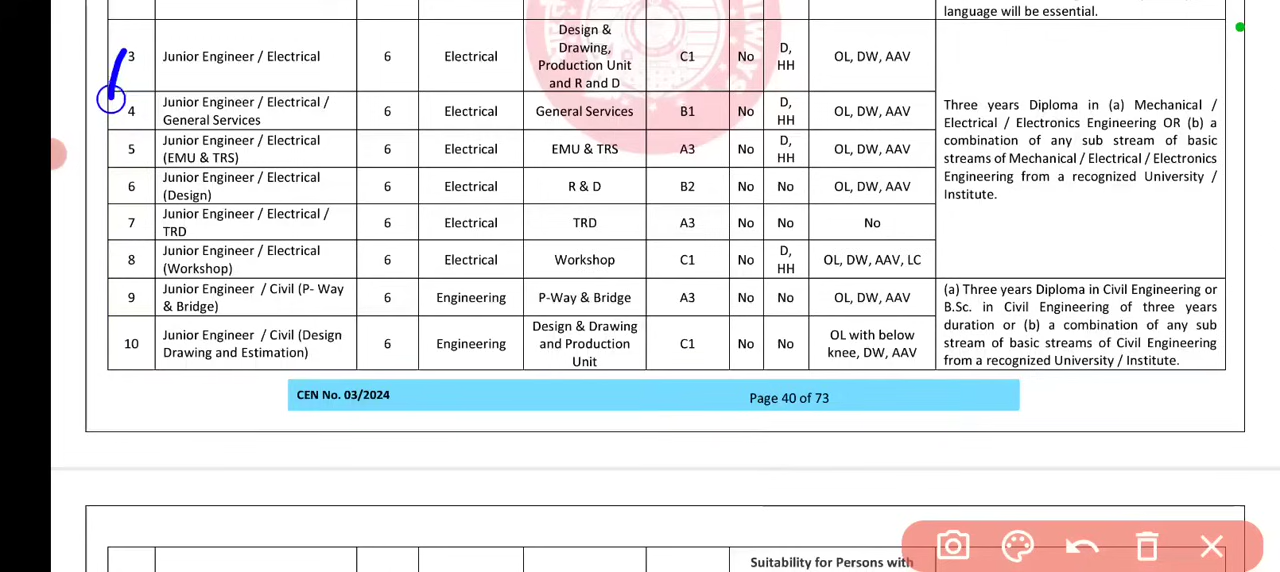 language will be essential.
3 Junior Engineer / Electrical 6 Electrical Design & Drawing, Production Unit and R and D C1 No D, HH OL, DW, AAV
4 Junior Engineer / Electrical / General Services 6 Electrical General Services B1 No D, HH OL, DW, AAV
5 Junior Engineer / Electrical (EMU & TRS) 6 Electrical EMU & TRS A3 No D, HH OL, DW, AAV
6 Junior Engineer / Electrical (Design) 6 Electrical R & D B2 No No OL, DW, AAV
7 Junior Engineer / Electrical / TRD 6 Electrical TRD A3 No No No
8 Junior Engineer / Electrical (Workshop) 6 Electrical Workshop C1 No D, HH OL, DW, AAV, LC
Three years Diploma in (a) Mechanical /
Electrical / Electronics Engineering OR (b) a
combination of any sub stream of basic
streams of Mechanical / Electrical / Electronics
Engineering from a recognized University /
Institute.
9 Junior Engineer / Civil (P- Way & Bridge) 6 Engineering P-Way & Bridge A3 No No OL, DW, AAV
10 Junior Engineer / Civil (Design Drawing and Estimation) 6 Engineering Design & Drawing and Production Unit C1 No No OL with below knee, DW, AAV
(a) Three years Diploma in Civil Engineering or
B.Sc. in Civil Engineering of three years
duration or (b) a combination of any sub
stream of basic streams of Civil Engineering
from a recognized University / Institute.
CEN No. 03/2024 Page 40 of 73
Suitability for Persons with